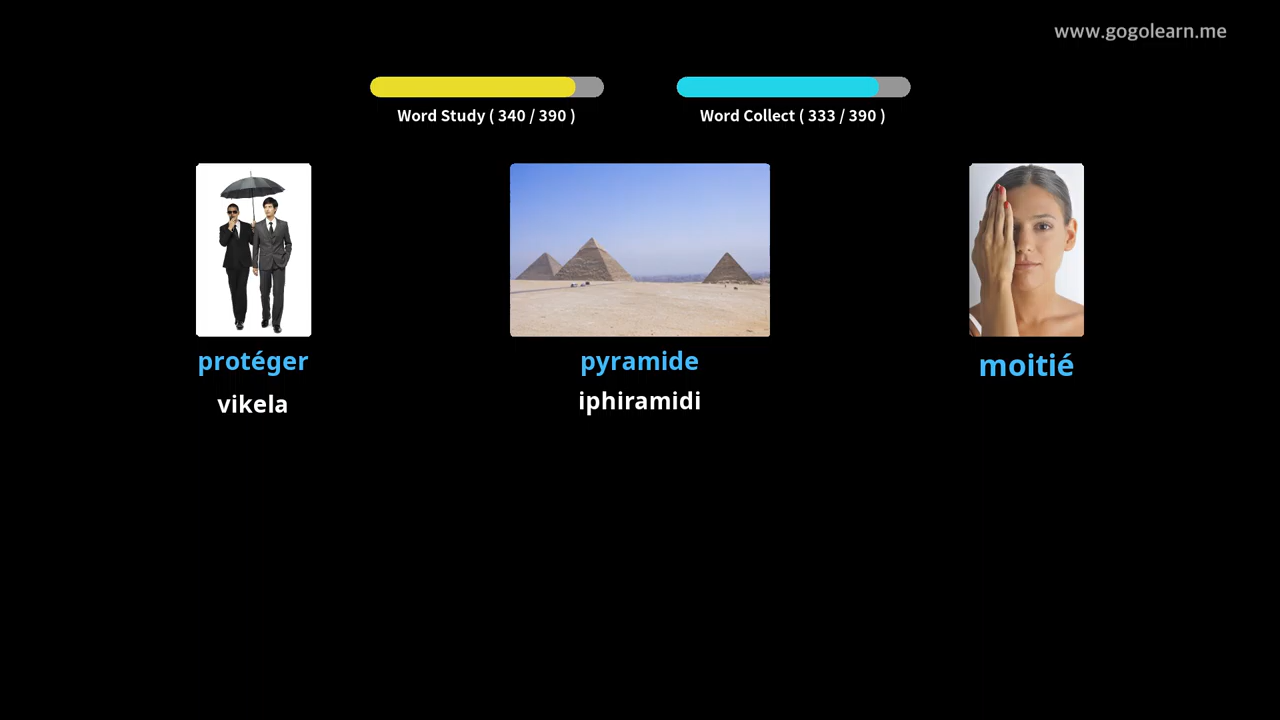 www.gogolearn.me
Word Study ( 340 / 390 )
Word Collect ( 333 / 390 )
protéger
vikela
pyramide
iphiramidi
moitié